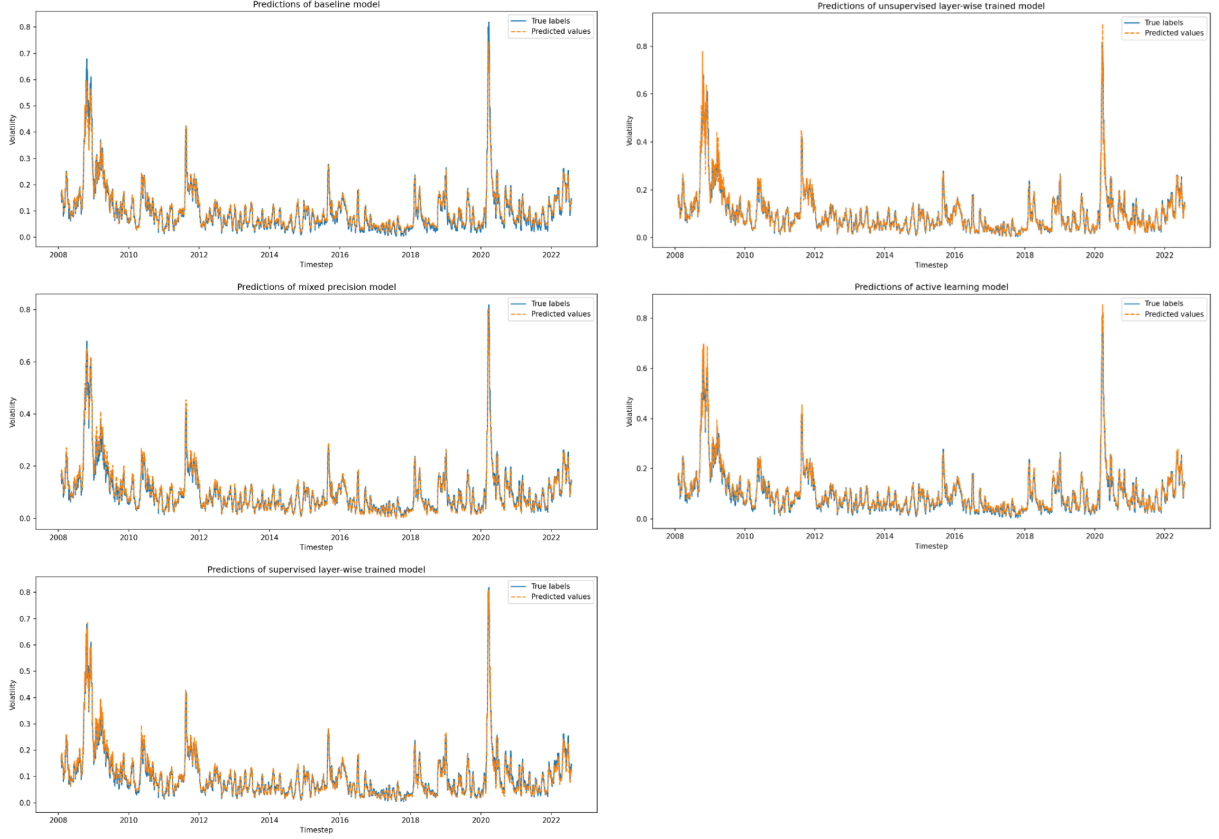 Predictions of baseline model
True labels
Predicted values
Volatility
0.8
0.7
0.6
0.5
0.4
0.3
0.2
0.1
0.0
2008 2010 2012 2014 2016 2018 2020 2022
Timestep
Predictions of unsupervised layer-wise trained model
True labels
Predicted values
Volatility
0.8
0.6
0.4
0.2
0.0
2008 2010 2012 2014 2016 2018 2020 2022
Timestep
Predictions of mixed precision model
True labels
Predicted values
Volatility
0.8
0.6
0.4
0.2
0.0
2008 2010 2012 2014 2016 2018 2020 2022
Timestep
Predictions of active learning model
True labels
Predicted values
Volatility
0.8
0.6
0.4
0.2
0.0
2008 2010 2012 2014 2016 2018 2020 2022
Timestep
Predictions of supervised layer-wise trained model
True labels
Predicted values
Volatility
0.8
0.7
0.6
0.5
0.4
0.3
0.2
0.1
0.0
2008 2010 2012 2014 2016 2018 2020 2022
Timestep